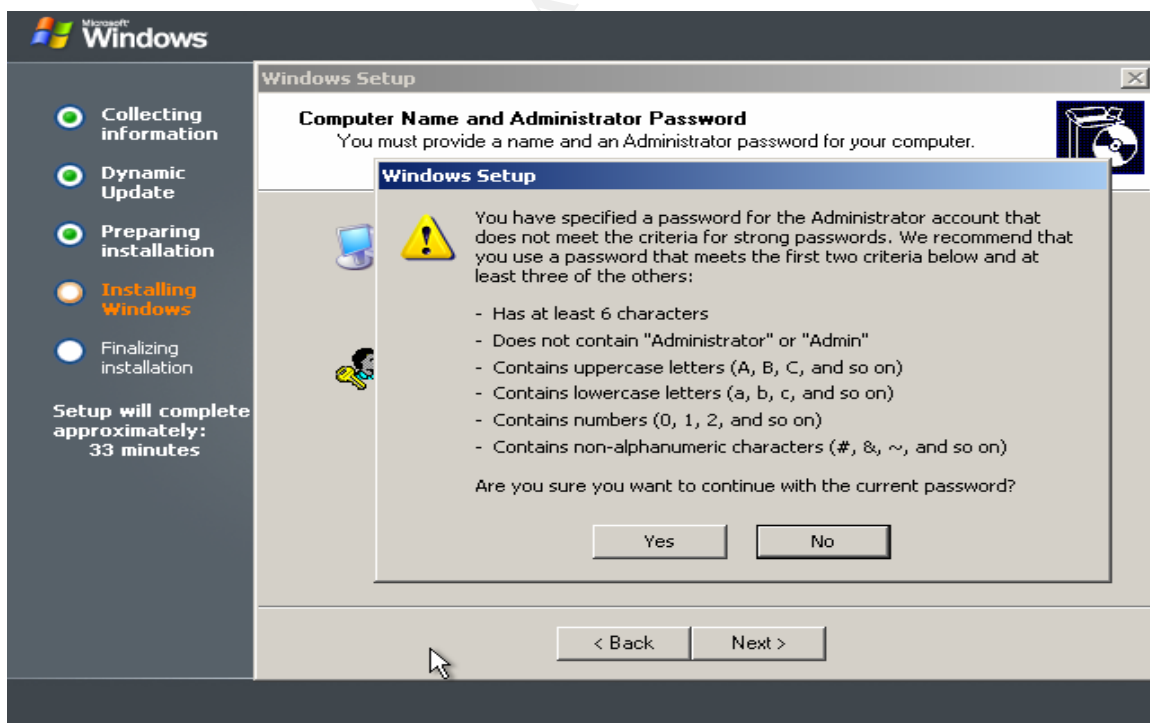 Microsoft
Windows
Collecting
information
Dynamic
Update
Preparing
installation
Installing
Windows
Finalizing
installation
Setup will complete
approximately:
33 minutes
Windows Setup
Computer Name and Administrator Password
You must provide a name and an Administrator password for your computer.
Windows Setup
You have specified a password for the Administrator account that
does not meet the criteria for strong passwords. We recommend that
you use a password that meets the first two criteria below and at
least three of the others:
- Has at least 6 characters
- Does not contain "Administrator" or "Admin"
- Contains uppercase letters (A, B, C, and so on)
- Contains lowercase letters (a, b, c, and so on)
- Contains numbers (0, 1, 2, and so on)
- Contains non-alphanumeric characters (#, &, ~, and so on)
Are you sure you want to continue with the current password?
Yes
No
< Back
Next >